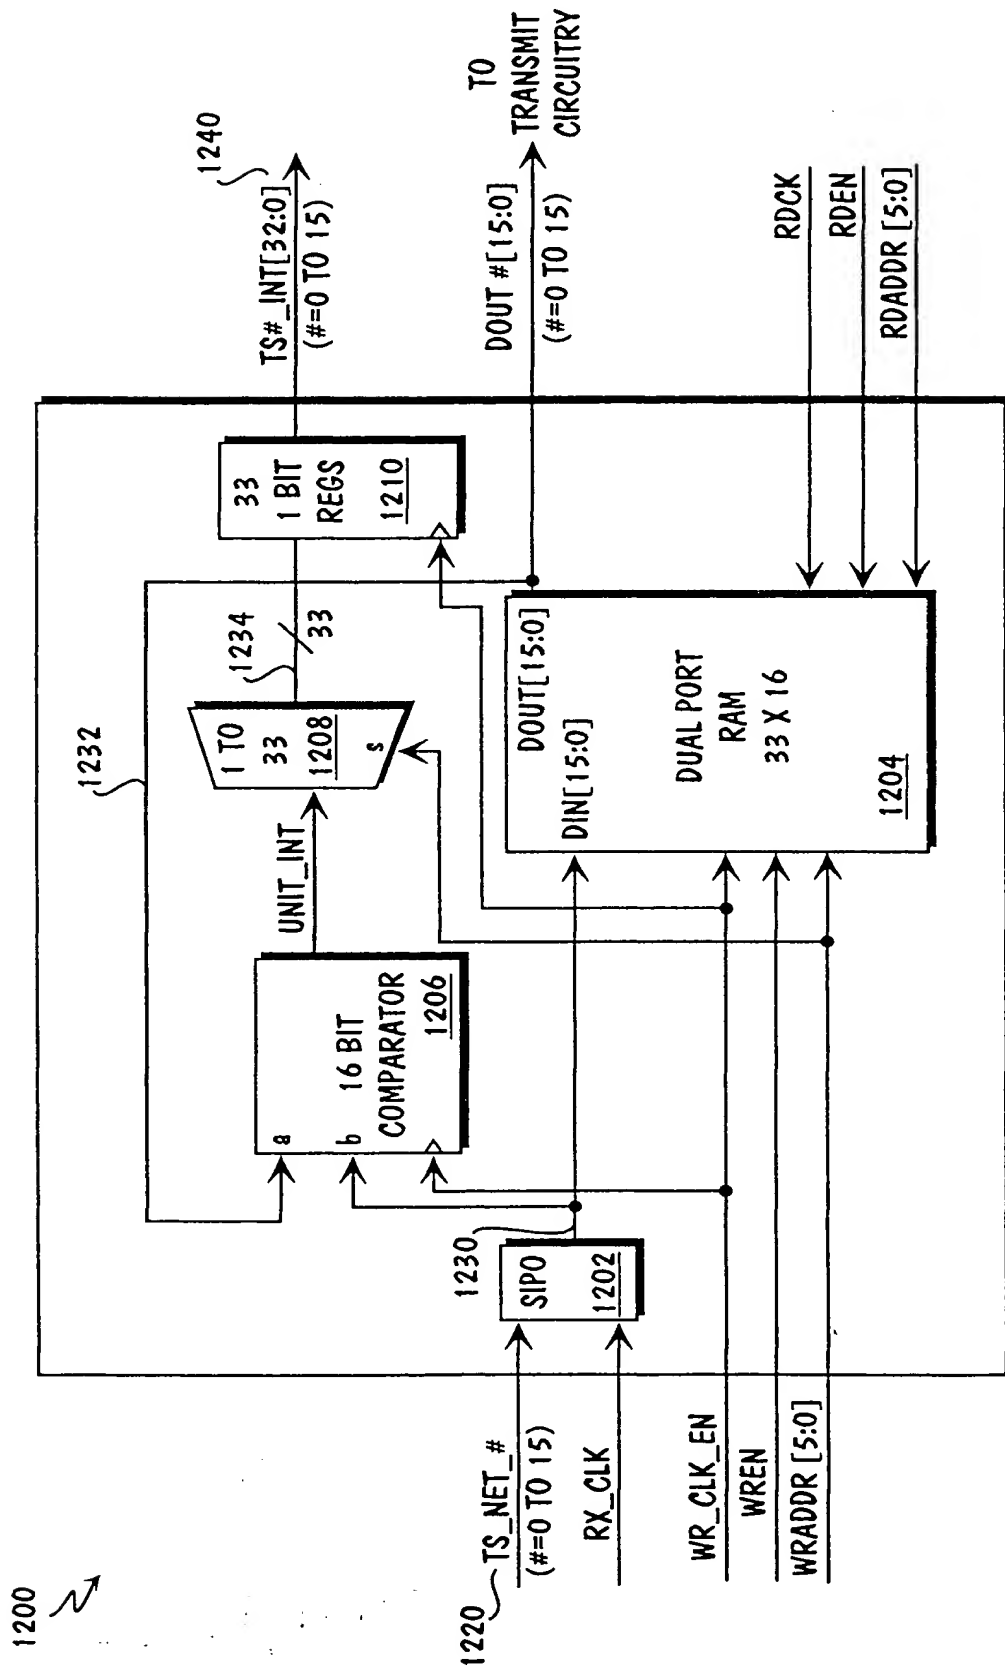 1200
1220
TS_NET_#
(#=0 TO 15)
RX_CLK
WR_CLK_EN
WREN
WRADDR [5:0]
SIPO
1202
1230
a
b
16 BIT
COMPARATOR
1206
UNIT_INT
1232
1 TO
33
1208
s
1234
33
33
1 BIT
REGS
1210
DOUT[15:0]
DIN[15:0]
DUAL PORT
RAM
33 X 16
1204
1240
TS#_INT[32:0]
(#=0 TO 15)
DOUT #[15:0]
(#=0 TO 15)
TO
TRANSMIT
CIRCUITRY
RDCK
RDEN
RDADDR [5:0]